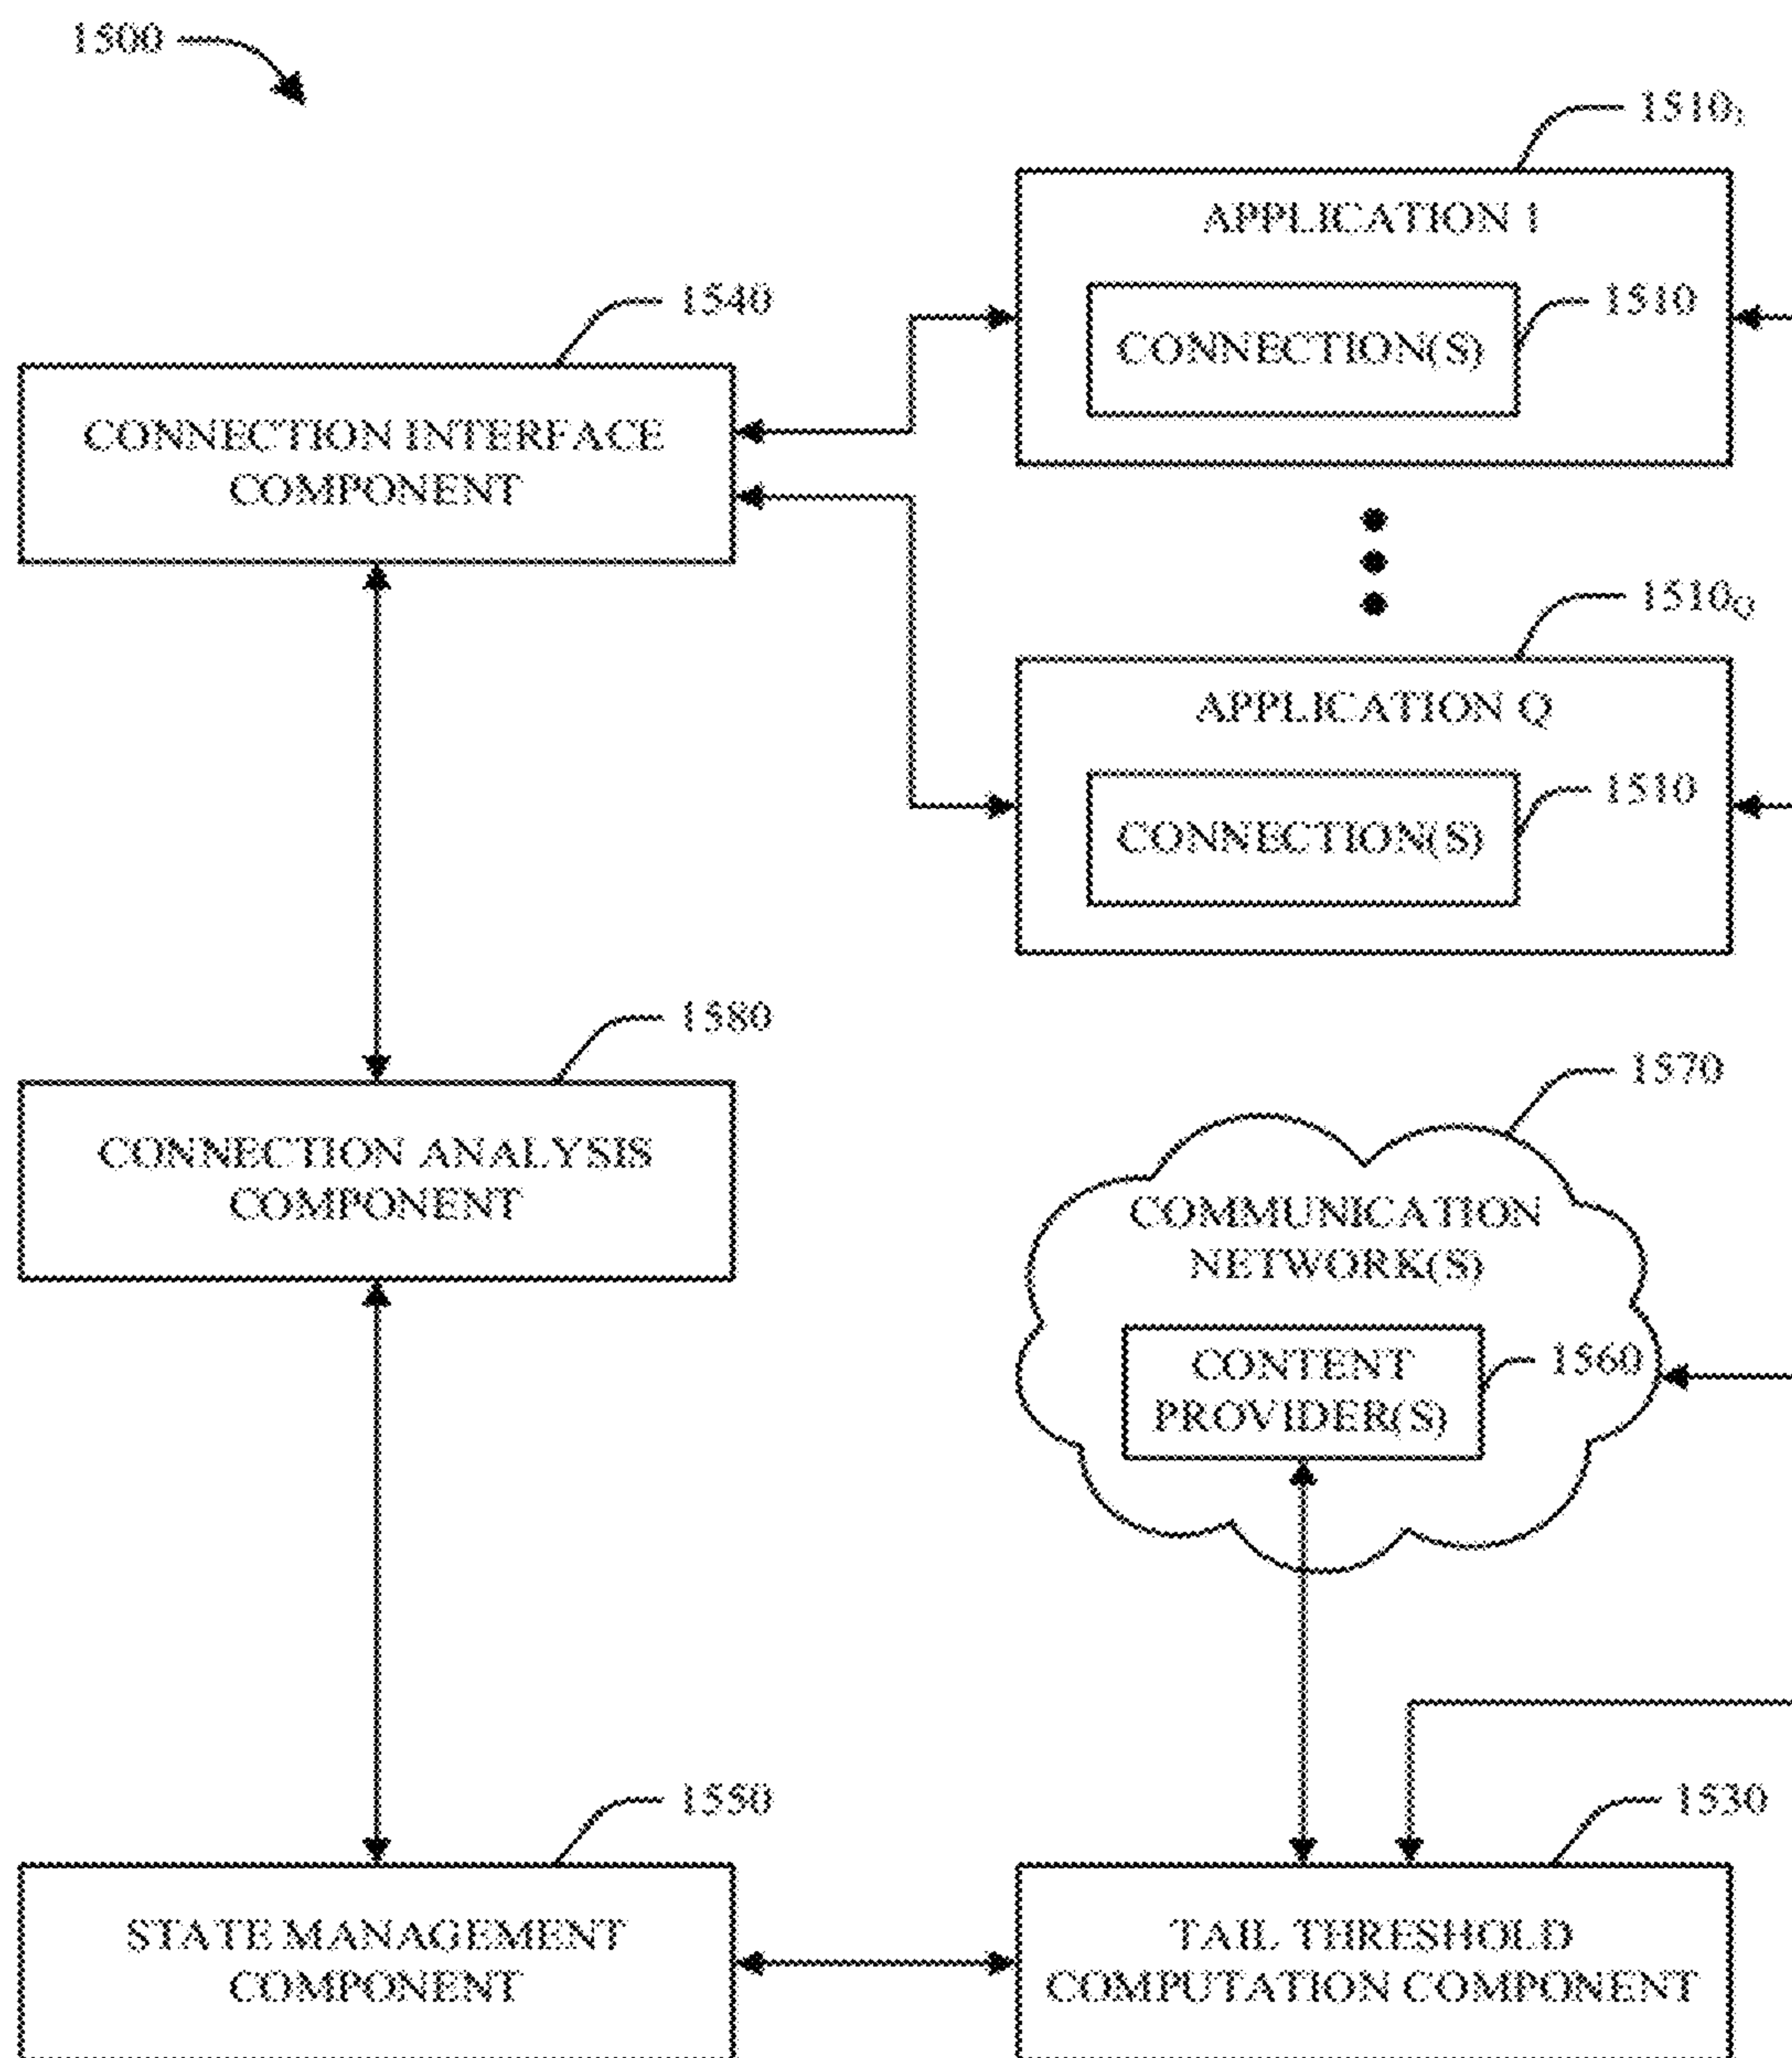 1500
1510₁
APPLICATION 1
1510
CONNECTION(S)
1540
CONNECTION INTERFACE
COMPONENT
1510Q
APPLICATION Q
1510
CONNECTION(S)
1580
CONNECTION ANALYSIS
COMPONENT
1570
COMMUNICATION
NETWORK(S)
CONTENT
PROVIDER(S)
1560
1550
STATE MANAGEMENT
COMPONENT
1530
TAIL THRESHOLD
COMPUTATION COMPONENT